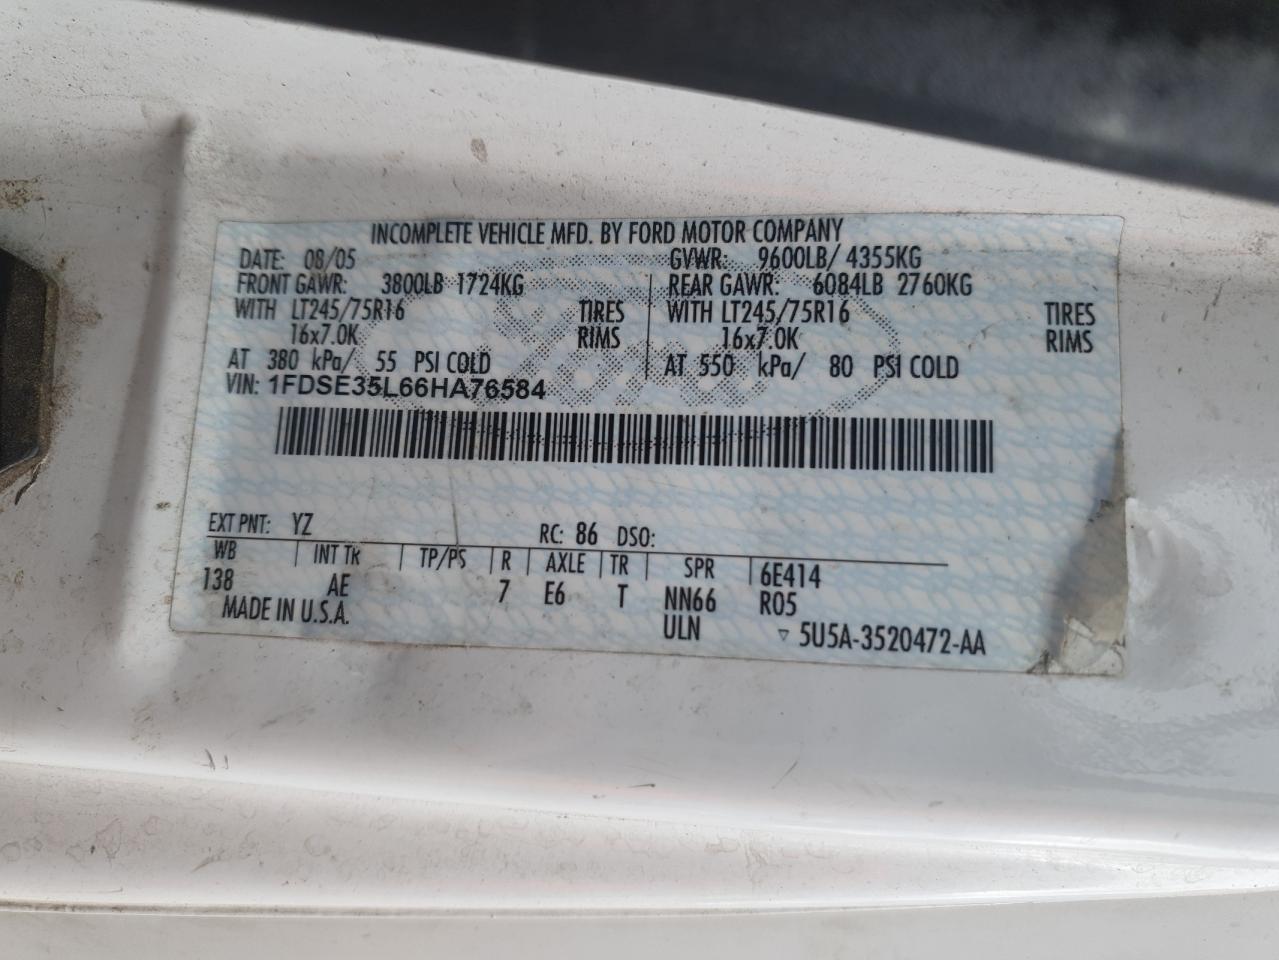 INCOMPLETE VEHICLE MFD. BY FORD MOTOR COMPANY
DATE: 08/05 GVWR: 9600LB/ 4355KG
FRONT GAWR: 3800LB 1724KG REAR GAWR: 6084LB 2760KG
WITH LT245/75R16 TIRES WITH LT245/75R16 TIRES
16x7.0K RIMS 16x7.0K RIMS
AT 380 kPa/ 55 PSI COLD AT 550 kPa/ 80 PSI COLD
VIN: 1FDSE35L66HA76584
EXT PNT: YZ RC: 86 DSO:
WB INT TR TP/PS R AXLE TR SPR 6E414
138 AE 7 E6 T NN66 R05
MADE IN U.S.A. ULN ▿ 5U5A-3520472-AA